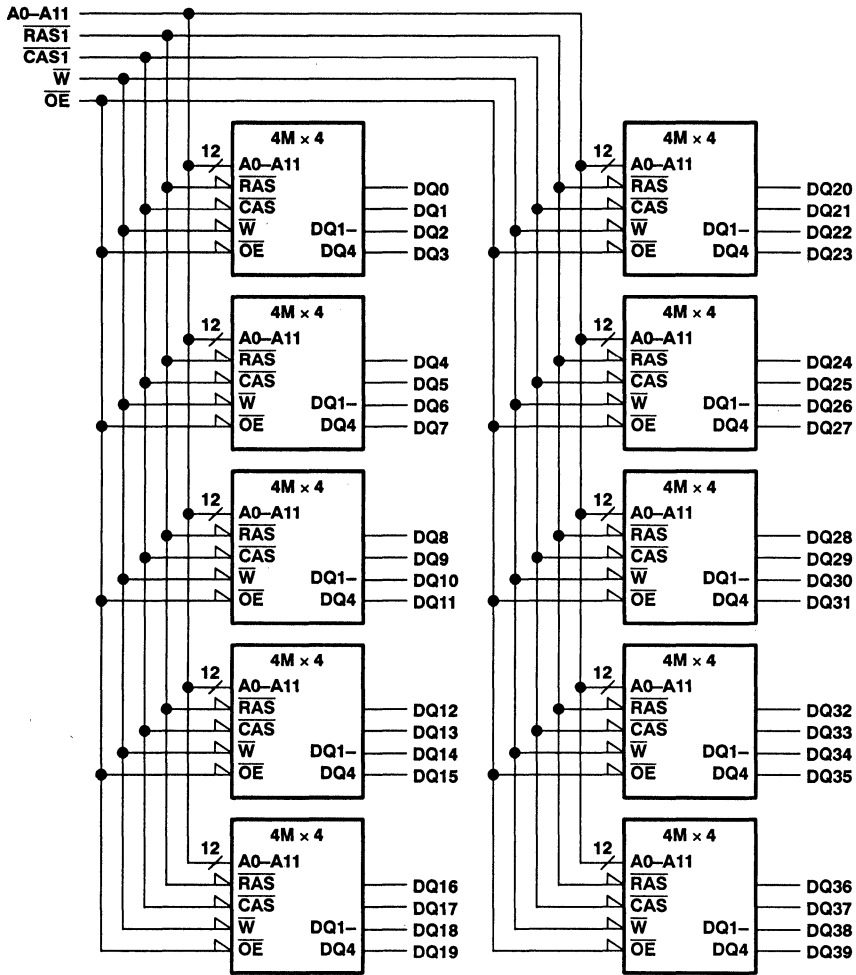 A0–A11
RAS1
CAS1
W
OE
4M × 4
12
A0–A11
RAS
CAS
W
OE
DQ1–
DQ4
DQ0
DQ1
DQ2
DQ3
4M × 4
12
A0–A11
RAS
CAS
W
OE
DQ1–
DQ4
DQ4
DQ5
DQ6
DQ7
4M × 4
12
A0–A11
RAS
CAS
W
OE
DQ1–
DQ4
DQ8
DQ9
DQ10
DQ11
4M × 4
12
A0–A11
RAS
CAS
W
OE
DQ1–
DQ4
DQ12
DQ13
DQ14
DQ15
4M × 4
12
A0–A11
RAS
CAS
W
OE
DQ1–
DQ4
DQ16
DQ17
DQ18
DQ19
4M × 4
12
A0–A11
RAS
CAS
W
OE
DQ1–
DQ4
DQ20
DQ21
DQ22
DQ23
4M × 4
12
A0–A11
RAS
CAS
W
OE
DQ1–
DQ4
DQ24
DQ25
DQ26
DQ27
4M × 4
12
A0–A11
RAS
CAS
W
OE
DQ1–
DQ4
DQ28
DQ29
DQ30
DQ31
4M × 4
12
A0–A11
RAS
CAS
W
OE
DQ1–
DQ4
DQ32
DQ33
DQ34
DQ35
4M × 4
12
A0–A11
RAS
CAS
W
OE
DQ1–
DQ4
DQ36
DQ37
DQ38
DQ39